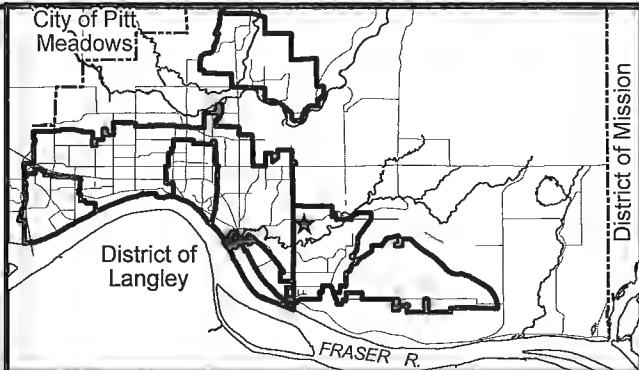 City of Pitt
Meadows
District of Mission
District of
Langley
FRASER R.